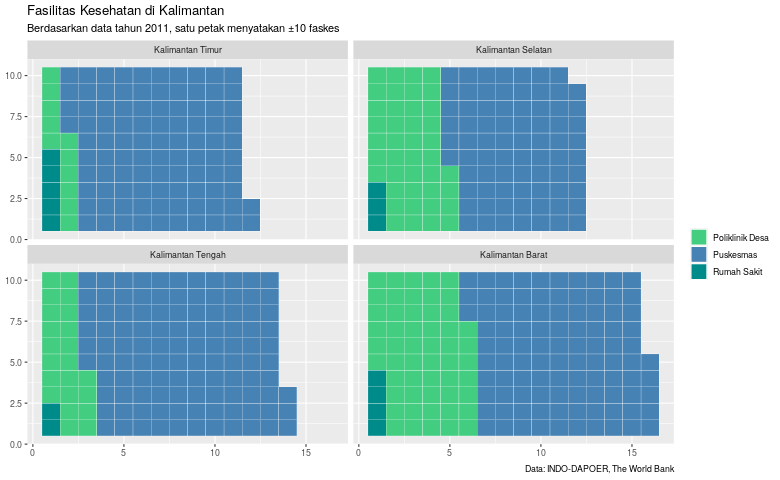 Fasilitas Kesehatan di Kalimantan
Berdasarkan data tahun 2011, satu petak menyatakan ±10 faskes
Kalimantan Timur
Kalimantan Selatan
10.0
7.5
5.0
2.5
0.0
Kalimantan Tengah
Kalimantan Barat
10.0
7.5
5.0
2.5
0.0
0 5 10 15
0 5 10 15
Poliklinik Desa
Puskesmas
Rumah Sakit
Data: INDO-DAPOER, The World Bank